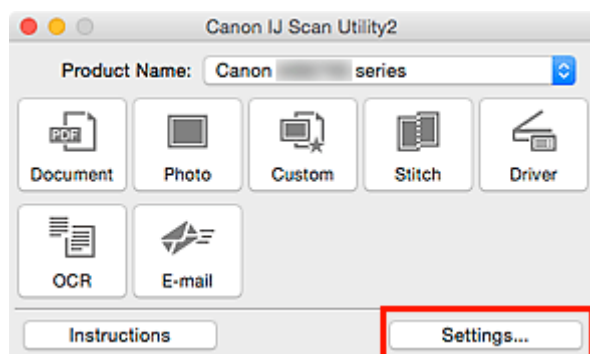 Canon IJ Scan Utility2
Product Name: Canon series
PDF
Document Photo Custom Stitch Driver
OCR E-mail
Instructions Settings...